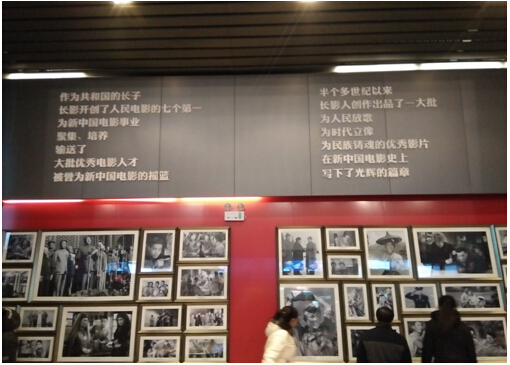 作为共和国的长子
长影开创了人民电影的七个第一
为新中国电影事业
聚集、培养
输送了
大批优秀电影人才
被誉为新中国电影的摇篮
半个多世纪以来
长影人创作出品了一大批
为人民放歌
为时代立像
为民族铸魂的优秀影片
在新中国电影史上
写下了光辉的篇章